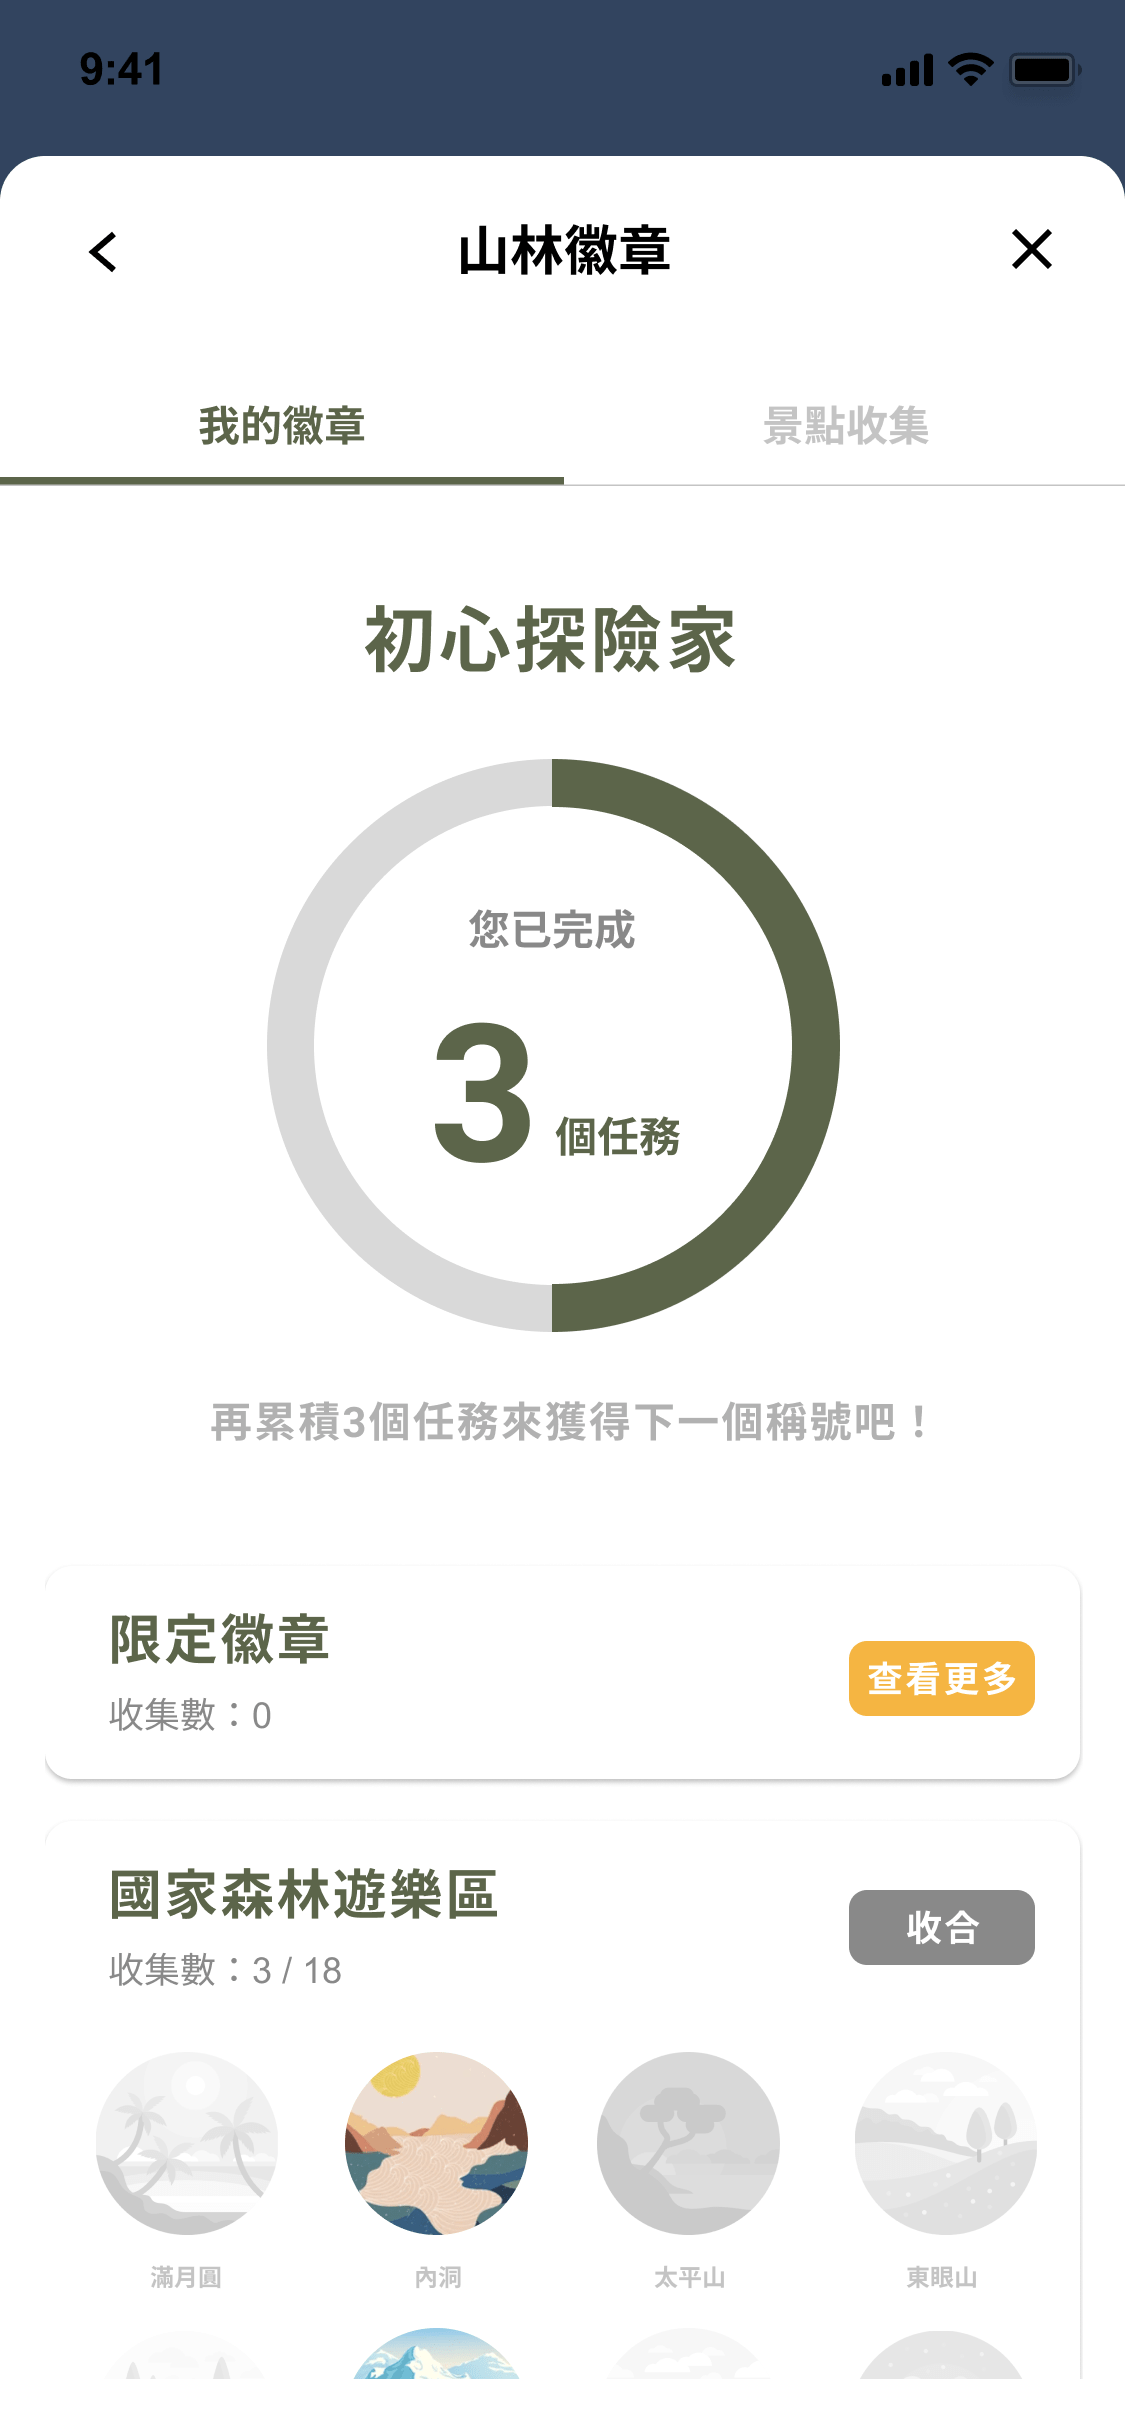 9:41
山林徽章
我的徽章
景點收集
初心探險家
您已完成
3 個任務
再累積3個任務來獲得下一個稱號吧！
限定徽章
收集數：0
查看更多
國家森林遊樂區
收集數：3 / 18
收合
滿月圓
內洞
太平山
東眼山